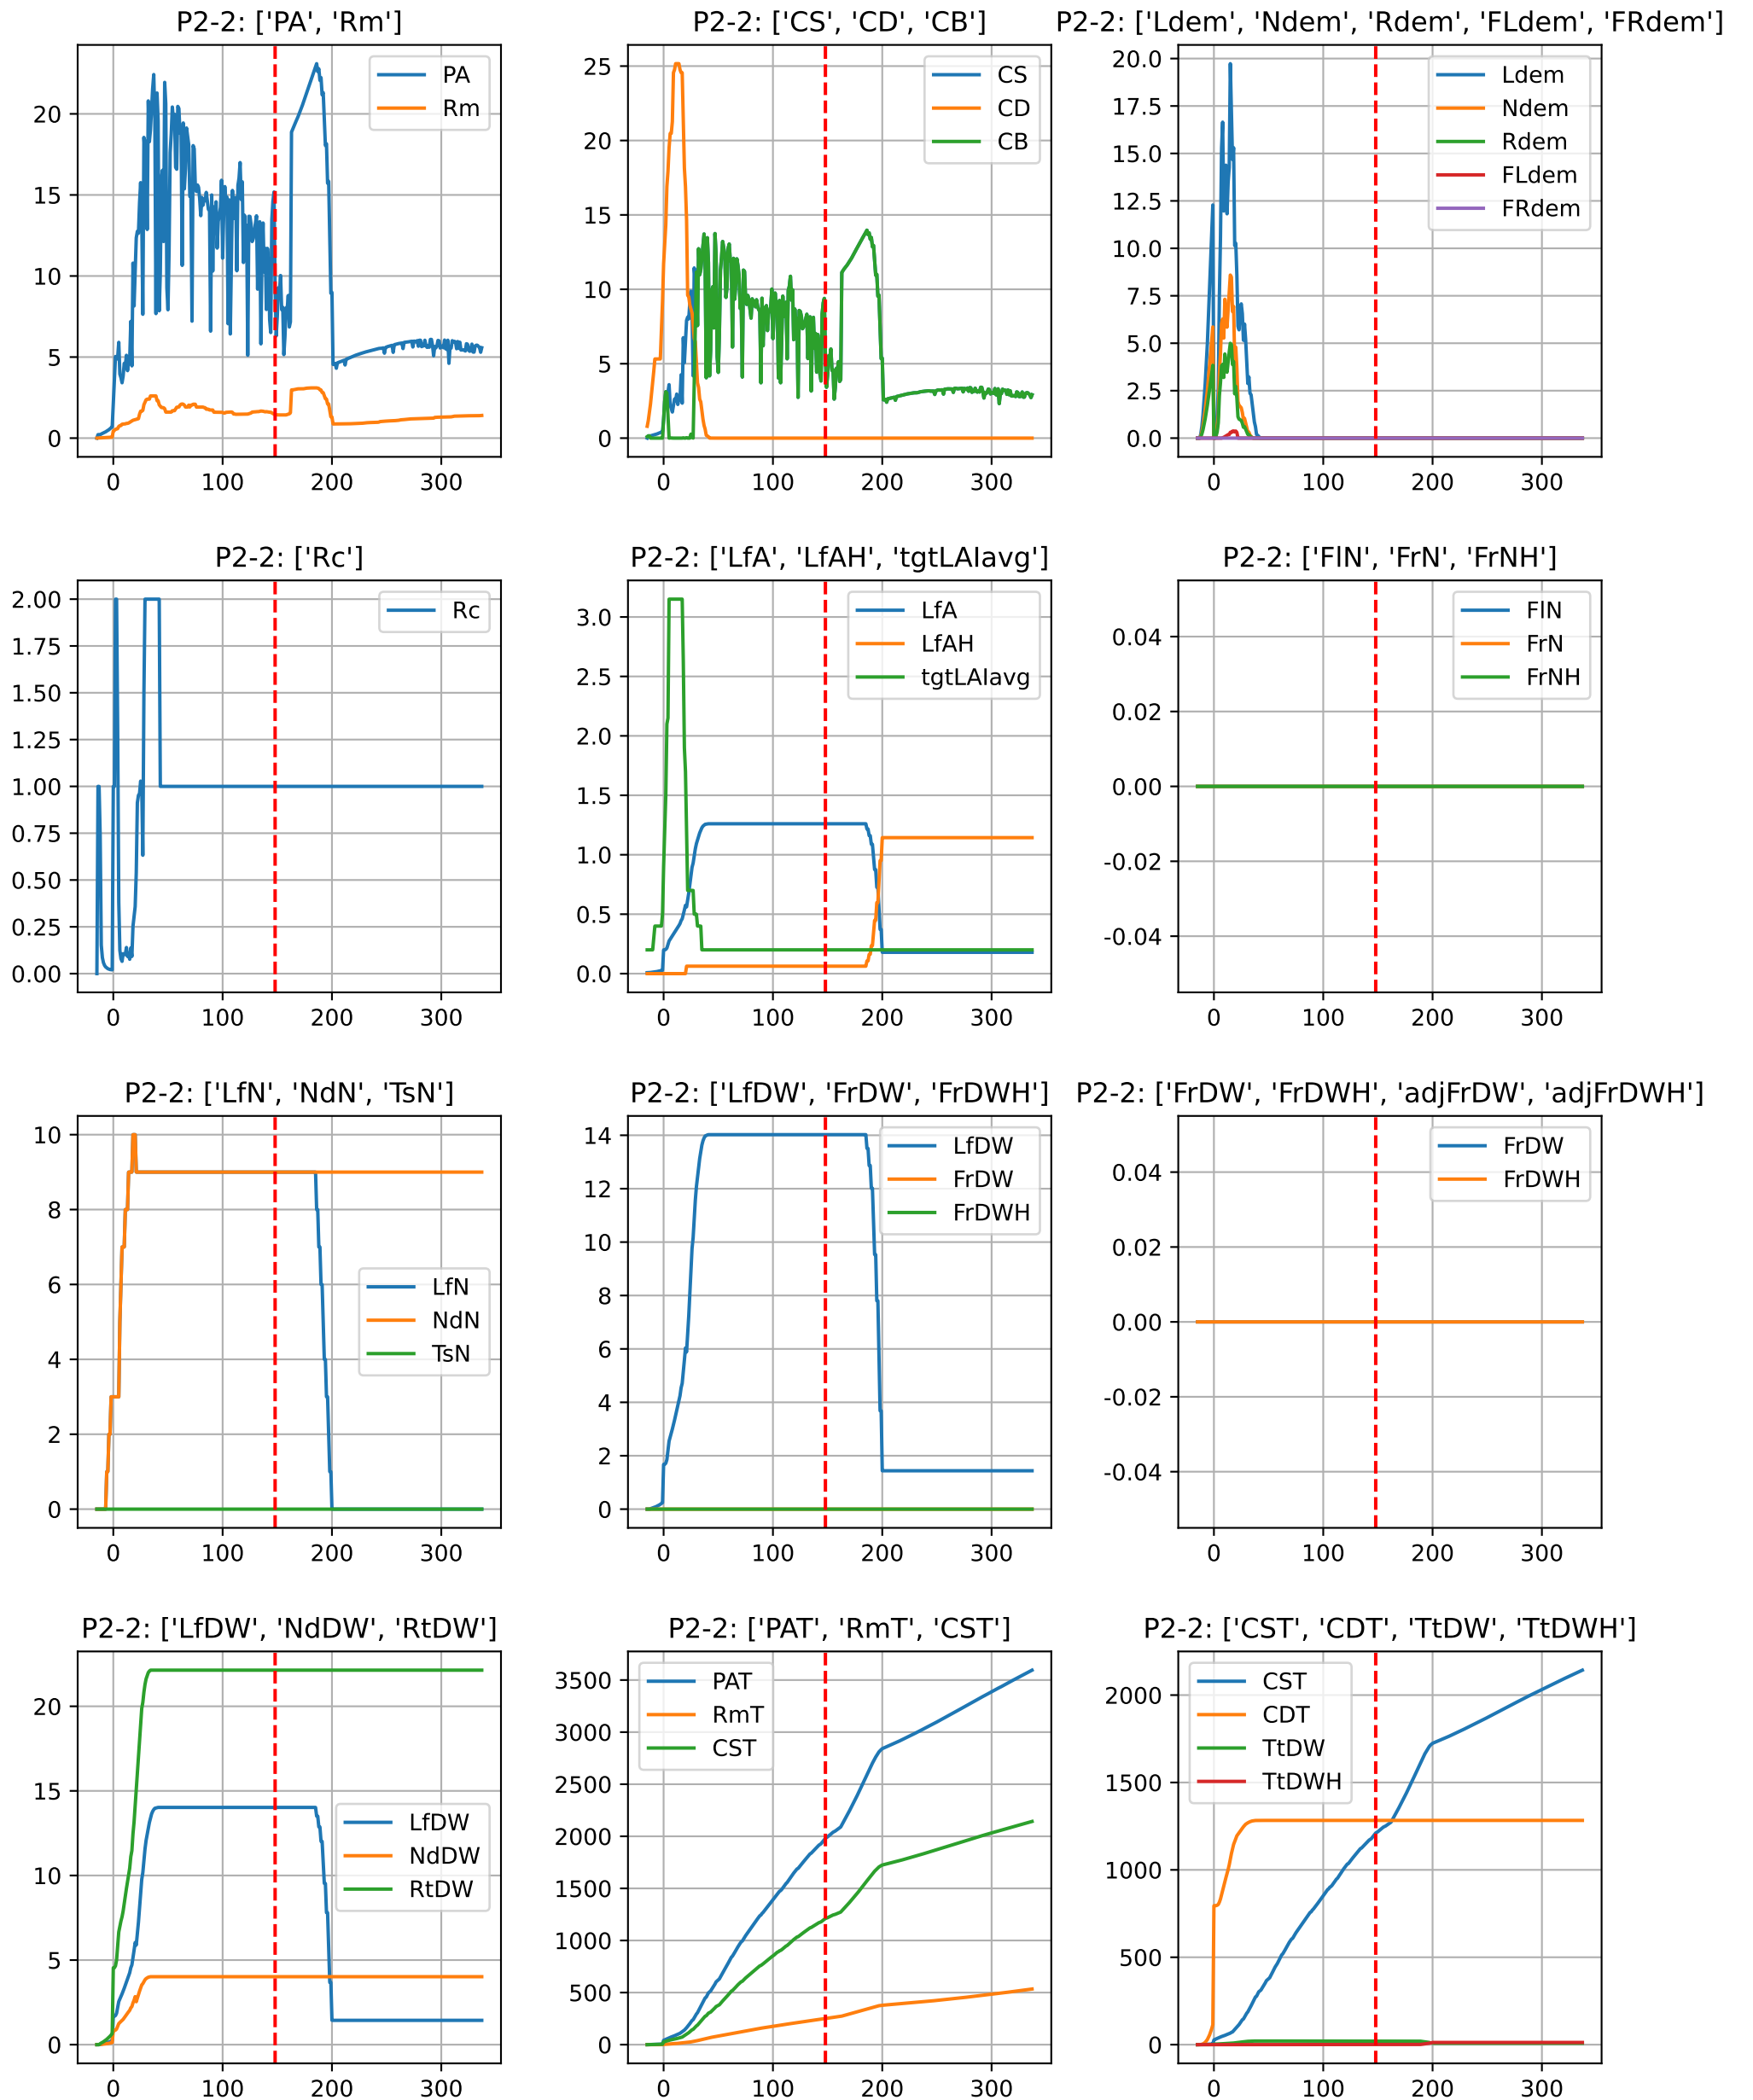 P2-2: ['PA', 'Rm']
PA
Rm
20
15
10
5
0
0 100 200 300
P2-2: ['CS', 'CD', 'CB']
CS
CD
CB
25
20
15
10
5
0
0 100 200 300
P2-2: ['Ldem', 'Ndem', 'Rdem', 'FLdem', 'FRdem']
Ldem
Ndem
Rdem
FLdem
FRdem
20.0
17.5
15.0
12.5
10.0
7.5
5.0
2.5
0.0
0 100 200 300
P2-2: ['Rc']
Rc
2.00
1.75
1.50
1.25
1.00
0.75
0.50
0.25
0.00
0 100 200 300
P2-2: ['LfA', 'LfAH', 'tgtLAIavg']
LfA
LfAH
tgtLAIavg
3.0
2.5
2.0
1.5
1.0
0.5
0.0
0 100 200 300
P2-2: ['FlN', 'FrN', 'FrNH']
FlN
FrN
FrNH
0.04
0.02
0.00
-0.02
-0.04
0 100 200 300
P2-2: ['LfN', 'NdN', 'TsN']
LfN
NdN
TsN
10
8
6
4
2
0
0 100 200 300
P2-2: ['LfDW', 'FrDW', 'FrDWH']
LfDW
FrDW
FrDWH
14
12
10
8
6
4
2
0
0 100 200 300
P2-2: ['FrDW', 'FrDWH', 'adjFrDW', 'adjFrDWH']
FrDW
FrDWH
0.04
0.02
0.00
-0.02
-0.04
0 100 200 300
P2-2: ['LfDW', 'NdDW', 'RtDW']
LfDW
NdDW
RtDW
20
15
10
5
0
0 100 200 300
P2-2: ['PAT', 'RmT', 'CST']
PAT
RmT
CST
3500
3000
2500
2000
1500
1000
500
0
0 100 200 300
P2-2: ['CST', 'CDT', 'TtDW', 'TtDWH']
CST
CDT
TtDW
TtDWH
2000
1500
1000
500
0
0 100 200 300